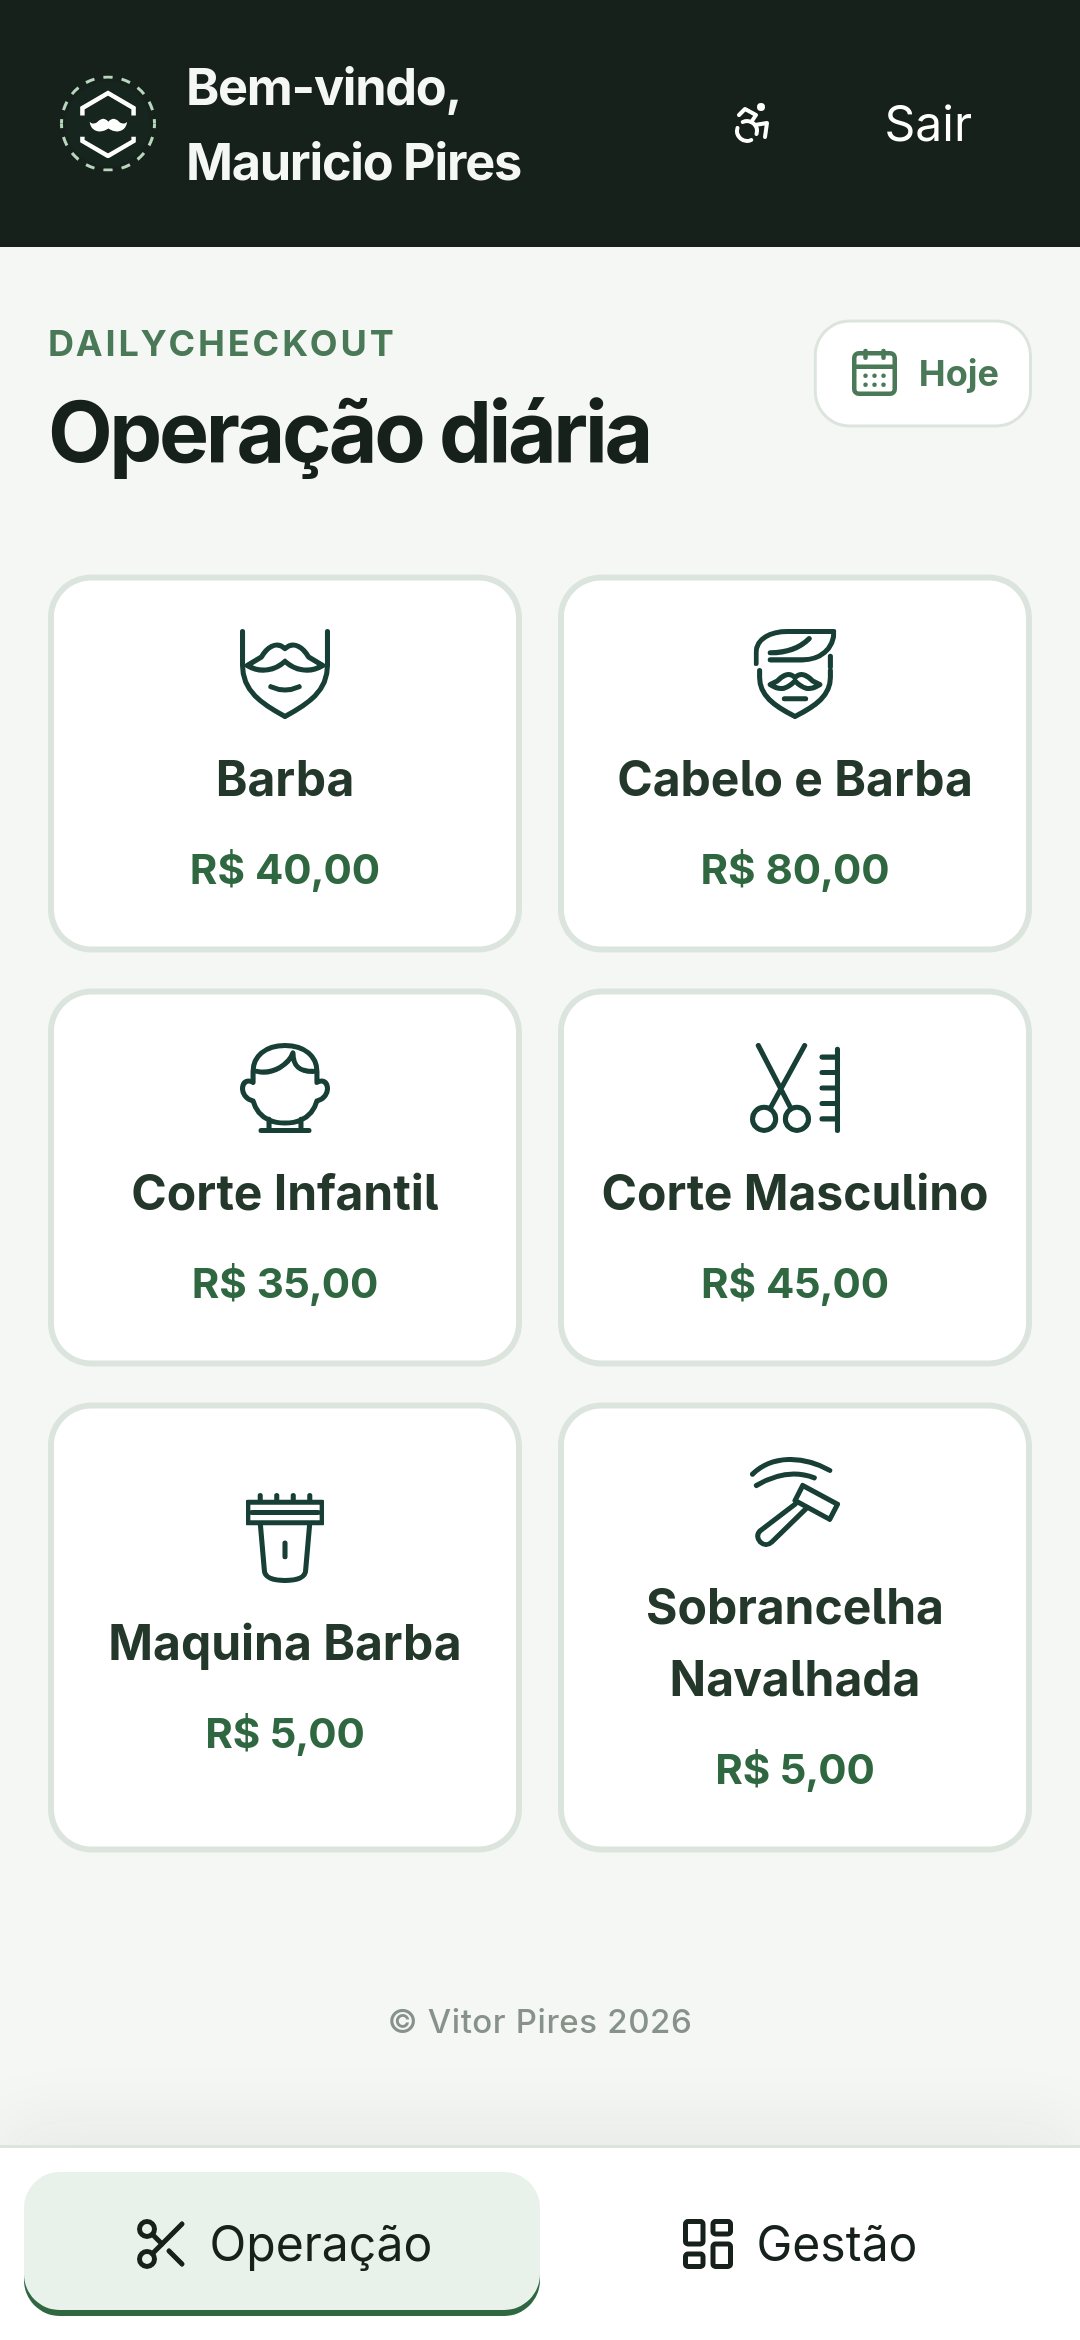 Bem-vindo,
Mauricio Pires
Sair
DAILYCHECKOUT
Operação diária
Hoje
Barba
R$ 40,00
Cabelo e Barba
R$ 80,00
Corte Infantil
R$ 35,00
Corte Masculino
R$ 45,00
Maquina Barba
R$ 5,00
Sobrancelha
Navalhada
R$ 5,00
© Vitor Pires 2026
Operação
Gestão